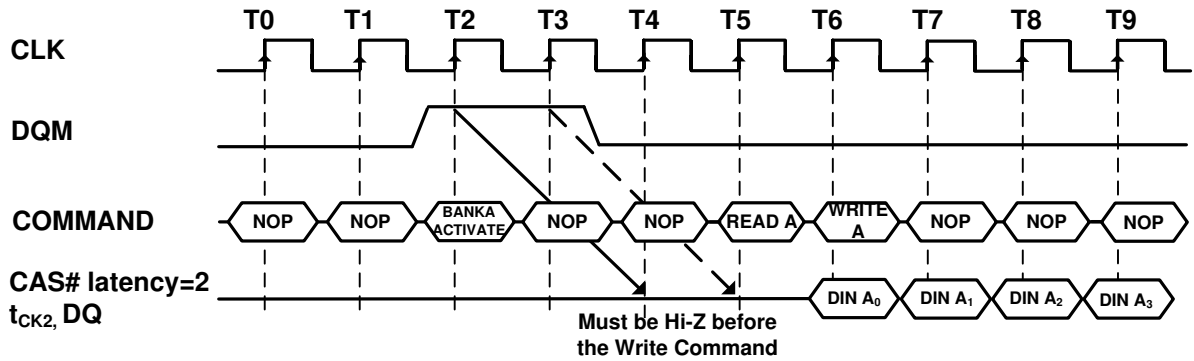 T0 T1 T2 T3 T4 T5 T6 T7 T8 T9
CLK
DQM
COMMAND NOP NOP BANKA ACTIVATE NOP NOP READ A WRITE A NOP NOP NOP
CAS# latency=2
tCK2, DQ DIN A0 DIN A1 DIN A2 DIN A3
Must be Hi-Z before
the Write Command